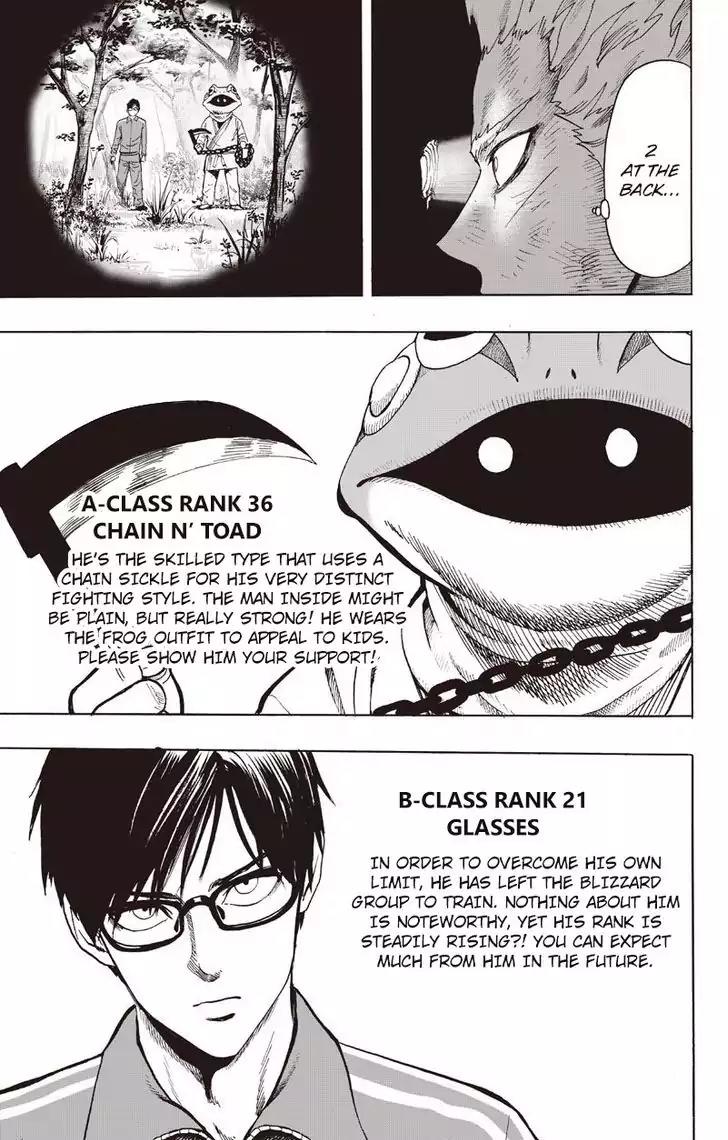 2
AT THE
BACK...
A-CLASS RANK 36
CHAIN N' TOAD
HE'S THE SKILLED TYPE THAT USES A
CHAIN SICKLE FOR HIS VERY DISTINCT
FIGHTING STYLE. THE MAN INSIDE MIGHT
BE PLAIN, BUT REALLY STRONG! HE WEARS
THE FROG OUTFIT TO APPEAL TO KIDS.
PLEASE SHOW HIM YOUR SUPPORT!
B-CLASS RANK 21
GLASSES
IN ORDER TO OVERCOME HIS OWN
LIMIT, HE HAS LEFT THE BLIZZARD
GROUP TO TRAIN. NOTHING ABOUT HIM
IS NOTEWORTHY, YET HIS RANK IS
STEADILY RISING?! YOU CAN EXPECT
MUCH FROM HIM IN THE FUTURE.